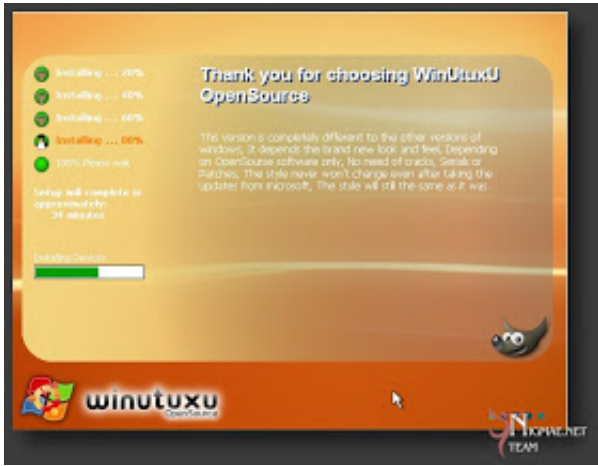 Installing ... 20%
Installing ... 40%
Installing ... 60%
Installing ... 80%
100% Please wait
Setup will complete in
approximately:
34 minutes
Installing Devices
Thank you for choosing WinUtuxU
OpenSource
This version is completely different to the other versions of
windows, It depends the brand new look and feel, Depending
on OpenSourse software only, No need of cracks, Serials or
Patches, The style never won't change even after taking the
updates from microsoft, The style will still the same as it was.
winutuxu
OpenSource
NIGMAE.NET
TEAM